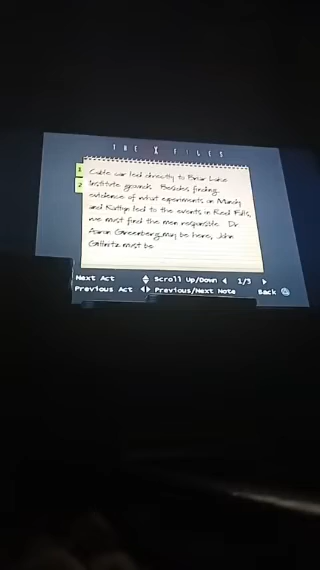 THE X FILES
1
2
Cable car led directly to Briar Lake
Institute grounds. Besides finding
evidence of what experiments on Mandy
and Kaitlyn led to the events in Red Falls,
we must find the men responsible. Dr
Aaron Greenberg may be here, John
Gillnitz must be
Next Act Scroll Up/Down 1/3
Previous Act Previous/Next Note Back